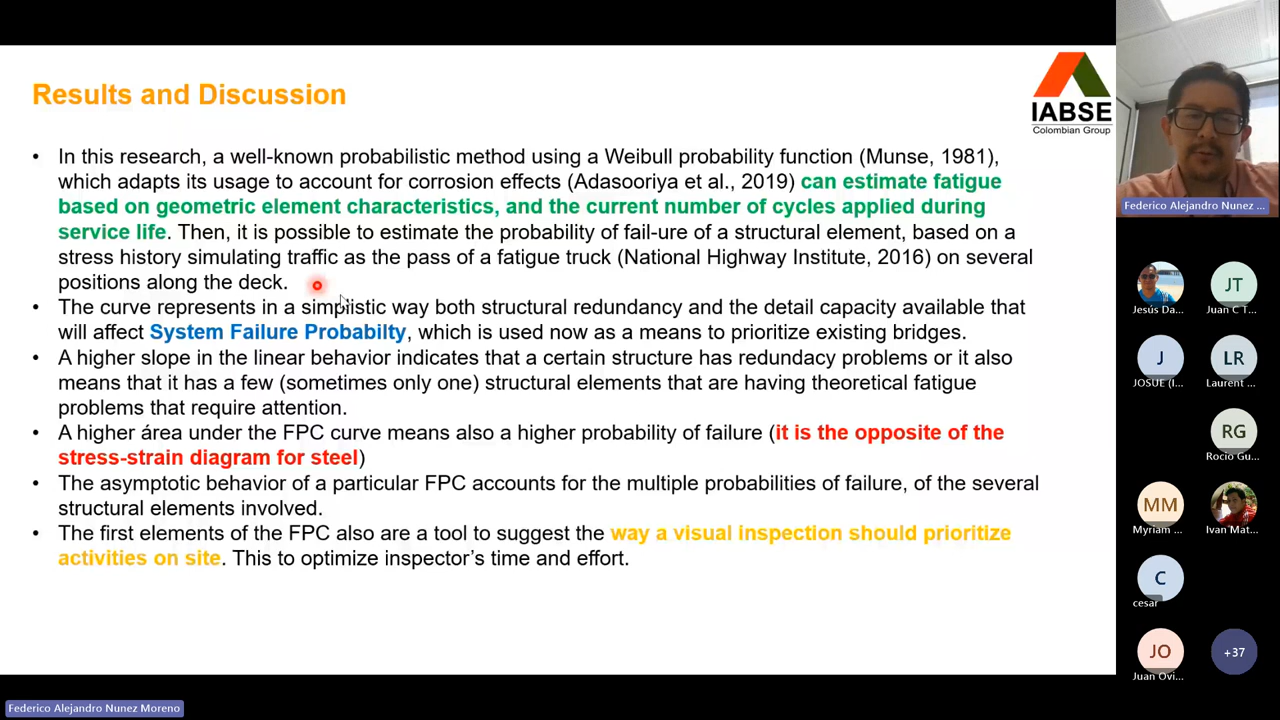 Results and Discussion
IABSE
Colombian Group
• In this research, a well-known probabilistic method using a Weibull probability function (Munse, 1981),
which adapts its usage to account for corrosion effects (Adasooriya et al., 2019) can estimate fatigue
based on geometric element characteristics, and the current number of cycles applied during
service life. Then, it is possible to estimate the probability of fail-ure of a structural element, based on a
stress history simulating traffic as the pass of a fatigue truck (National Highway Institute, 2016) on several
positions along the deck.
• The curve represents in a simplistic way both structural redundancy and the detail capacity available that
will affect System Failure Probabilty, which is used now as a means to prioritize existing bridges.
• A higher slope in the linear behavior indicates that a certain structure has redundacy problems or it also
means that it has a few (sometimes only one) structural elements that are having theoretical fatigue
problems that require attention.
• A higher área under the FPC curve means also a higher probability of failure (it is the opposite of the
stress-strain diagram for steel)
• The asymptotic behavior of a particular FPC accounts for the multiple probabilities of failure, of the several
structural elements involved.
• The first elements of the FPC also are a tool to suggest the way a visual inspection should prioritize
activities on site. This to optimize inspector's time and effort.
Federico Alejandro Nunez ...
Jesús Da...
JT
Juan C T...
J
JOSUE (I...
LR
Laurent ...
RG
Rocio Gu...
MM
Myriam ...
Ivan Mat...
C
cesar
JO
Juan Ovi...
+37
Federico Alejandro Nunez Moreno